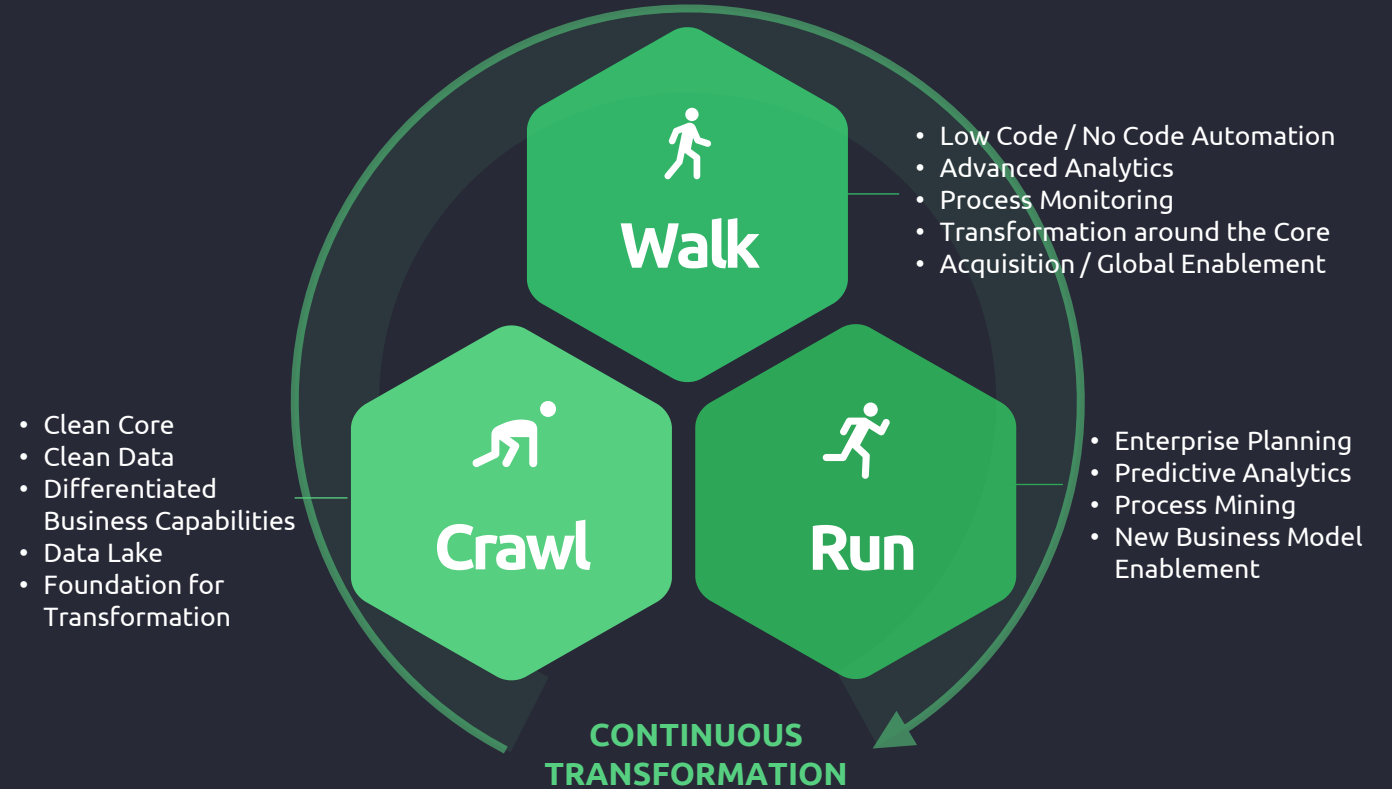 Walk
• Low Code / No Code Automation
• Advanced Analytics
• Process Monitoring
• Transformation around the Core
• Acquisition / Global Enablement
Crawl
• Clean Core
• Clean Data
• Differentiated
Business Capabilities
• Data Lake
• Foundation for
Transformation
Run
• Enterprise Planning
• Predictive Analytics
• Process Mining
• New Business Model
Enablement
CONTINUOUS
TRANSFORMATION